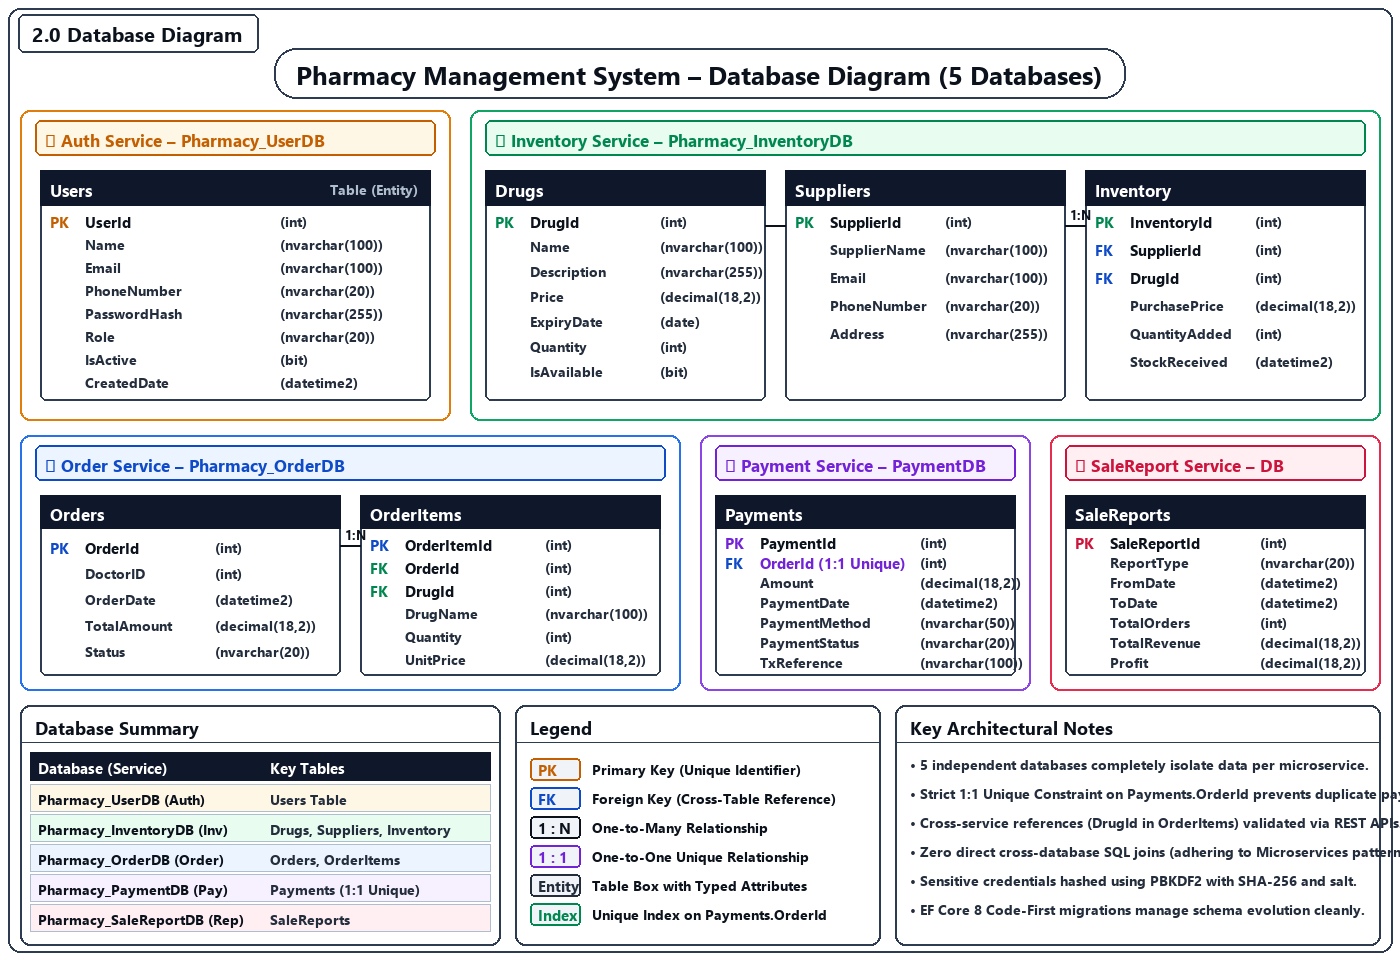 2.0 Database Diagram
Pharmacy Management System – Database Diagram (5 Databases)
Auth Service – Pharmacy_UserDB
Users Table (Entity)
PK UserId (int)
Name (nvarchar(100))
Email (nvarchar(100))
PhoneNumber (nvarchar(20))
PasswordHash (nvarchar(255))
Role (nvarchar(20))
IsActive (bit)
CreatedDate (datetime2)
Inventory Service – Pharmacy_InventoryDB
Drugs
PK DrugId (int)
Name (nvarchar(100))
Description (nvarchar(255))
Price (decimal(18,2))
ExpiryDate (date)
Quantity (int)
IsAvailable (bit)
Suppliers
PK SupplierId (int)
SupplierName (nvarchar(100))
Email (nvarchar(100))
PhoneNumber (nvarchar(20))
Address (nvarchar(255))
1:N
Inventory
PK InventoryId (int)
FK SupplierId (int)
FK DrugId (int)
PurchasePrice (decimal(18,2))
QuantityAdded (int)
StockReceived (datetime2)
Order Service – Pharmacy_OrderDB
Orders
PK OrderId (int)
DoctorID (int)
OrderDate (datetime2)
TotalAmount (decimal(18,2))
Status (nvarchar(20))
1:N
OrderItems
PK OrderItemId (int)
FK OrderId (int)
FK DrugId (int)
DrugName (nvarchar(100))
Quantity (int)
UnitPrice (decimal(18,2))
Payment Service – PaymentDB
Payments
PK PaymentId (int)
FK OrderId (1:1 Unique) (int)
Amount (decimal(18,2))
PaymentDate (datetime2)
PaymentMethod (nvarchar(50))
PaymentStatus (nvarchar(20))
TxReference (nvarchar(100))
SaleReport Service – DB
SaleReports
PK SaleReportId (int)
ReportType (nvarchar(20))
FromDate (datetime2)
ToDate (datetime2)
TotalOrders (int)
TotalRevenue (decimal(18,2))
Profit (decimal(18,2))
Database Summary
Database (Service) Key Tables
Pharmacy_UserDB (Auth) Users Table
Pharmacy_InventoryDB (Inv) Drugs, Suppliers, Inventory
Pharmacy_OrderDB (Order) Orders, OrderItems
Pharmacy_PaymentDB (Pay) Payments (1:1 Unique)
Pharmacy_SaleReportDB (Rep) SaleReports
Legend
PK Primary Key (Unique Identifier)
FK Foreign Key (Cross-Table Reference)
1 : N One-to-Many Relationship
1 : 1 One-to-One Unique Relationship
Entity Table Box with Typed Attributes
Index Unique Index on Payments.OrderId
Key Architectural Notes
• 5 independent databases completely isolate data per microservice.
• Strict 1:1 Unique Constraint on Payments.OrderId prevents duplicate
• Cross-service references (DrugId in OrderItems) validated via REST APIs
• Zero direct cross-database SQL joins (adhering to Microservices pattern
• Sensitive credentials hashed using PBKDF2 with SHA-256 and salt.
• EF Core 8 Code-First migrations manage schema evolution cleanly.